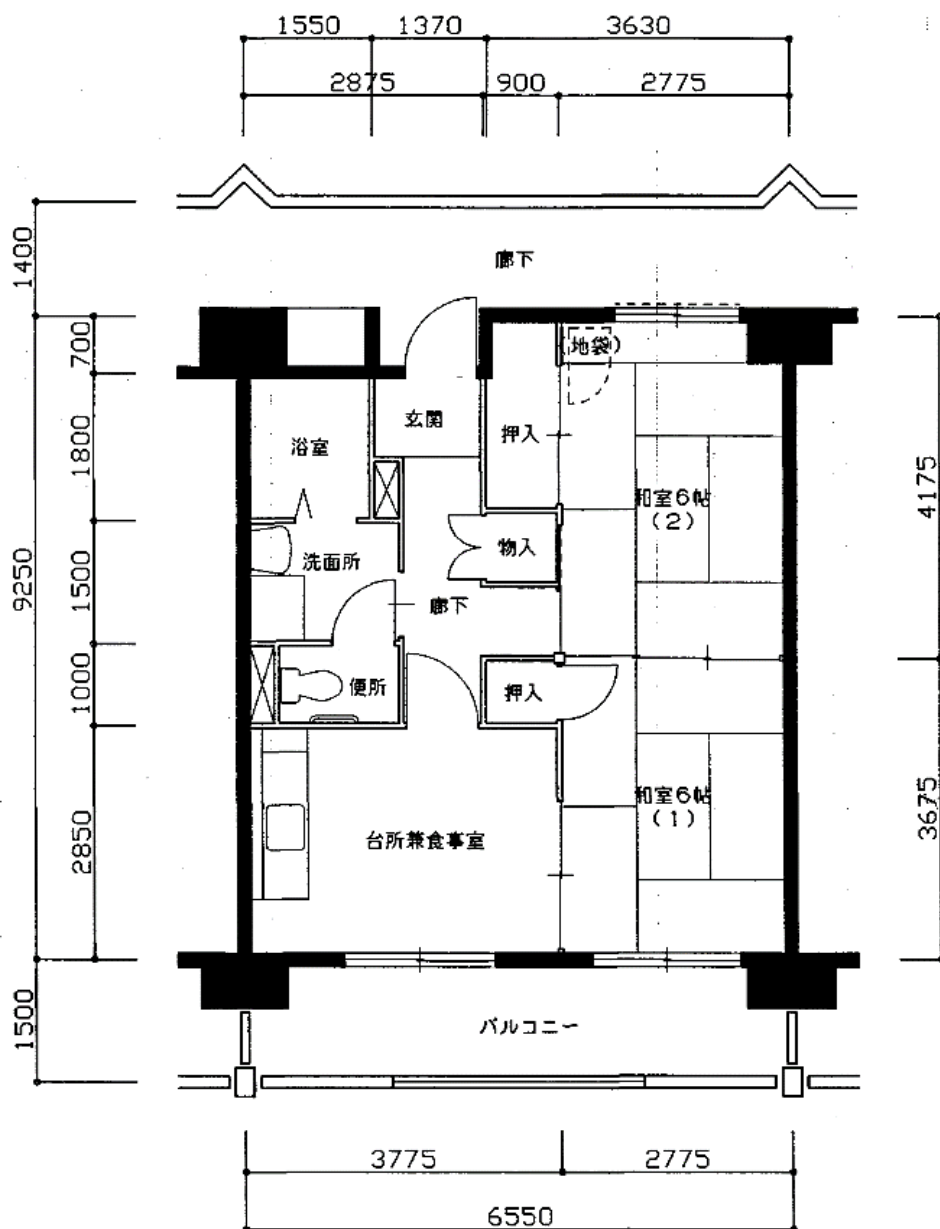 1550 1370 3630
2875 900 2775
1400
廊下
700
(地袋)
玄関
押入
浴室
1800
和室6帖
(2)
4175
物入
洗面所
1500
9250
廊下
1000
便所
押入
和室6帖
(1)
3675
2850
台所兼食事室
1500
バルコニー
3775 2775
6550